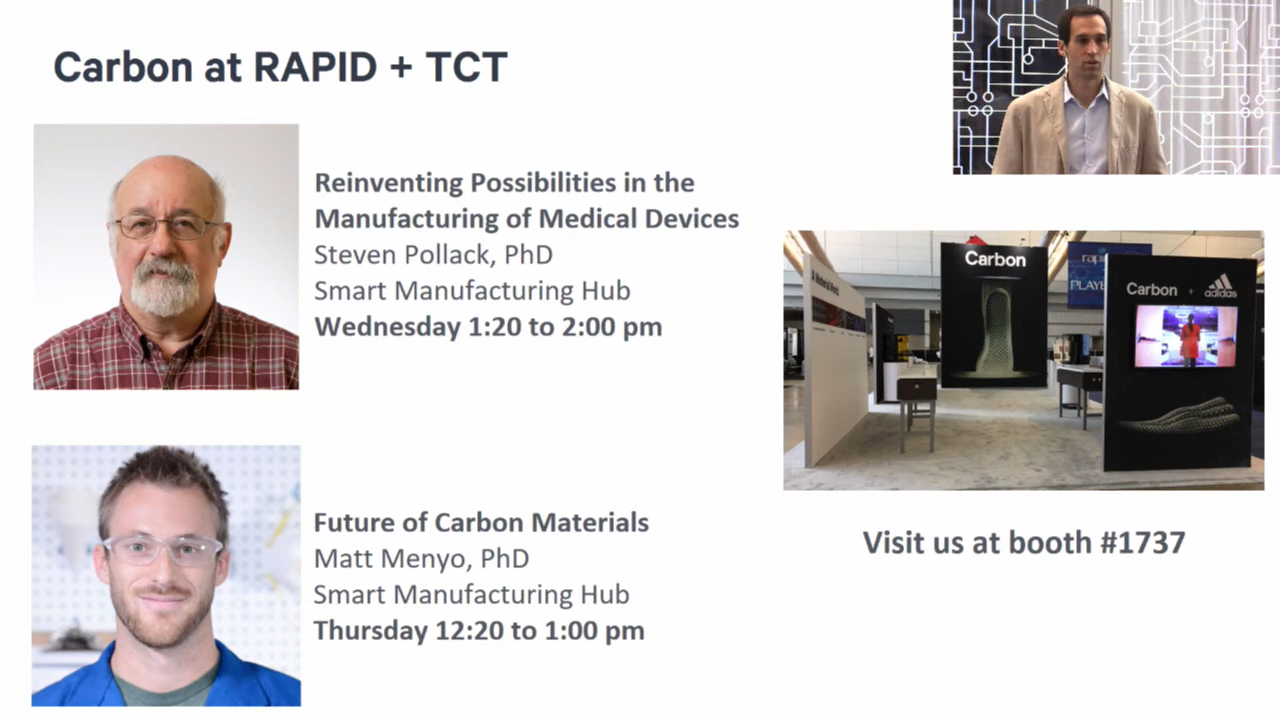 Carbon at RAPID + TCT
Reinventing Possibilities in the
Manufacturing of Medical Devices
Steven Pollack, PhD
Smart Manufacturing Hub
Wednesday 1:20 to 2:00 pm
Future of Carbon Materials
Matt Menyo, PhD
Smart Manufacturing Hub
Thursday 12:20 to 1:00 pm
Carbon
Carbon + adidas
Visit us at booth #1737